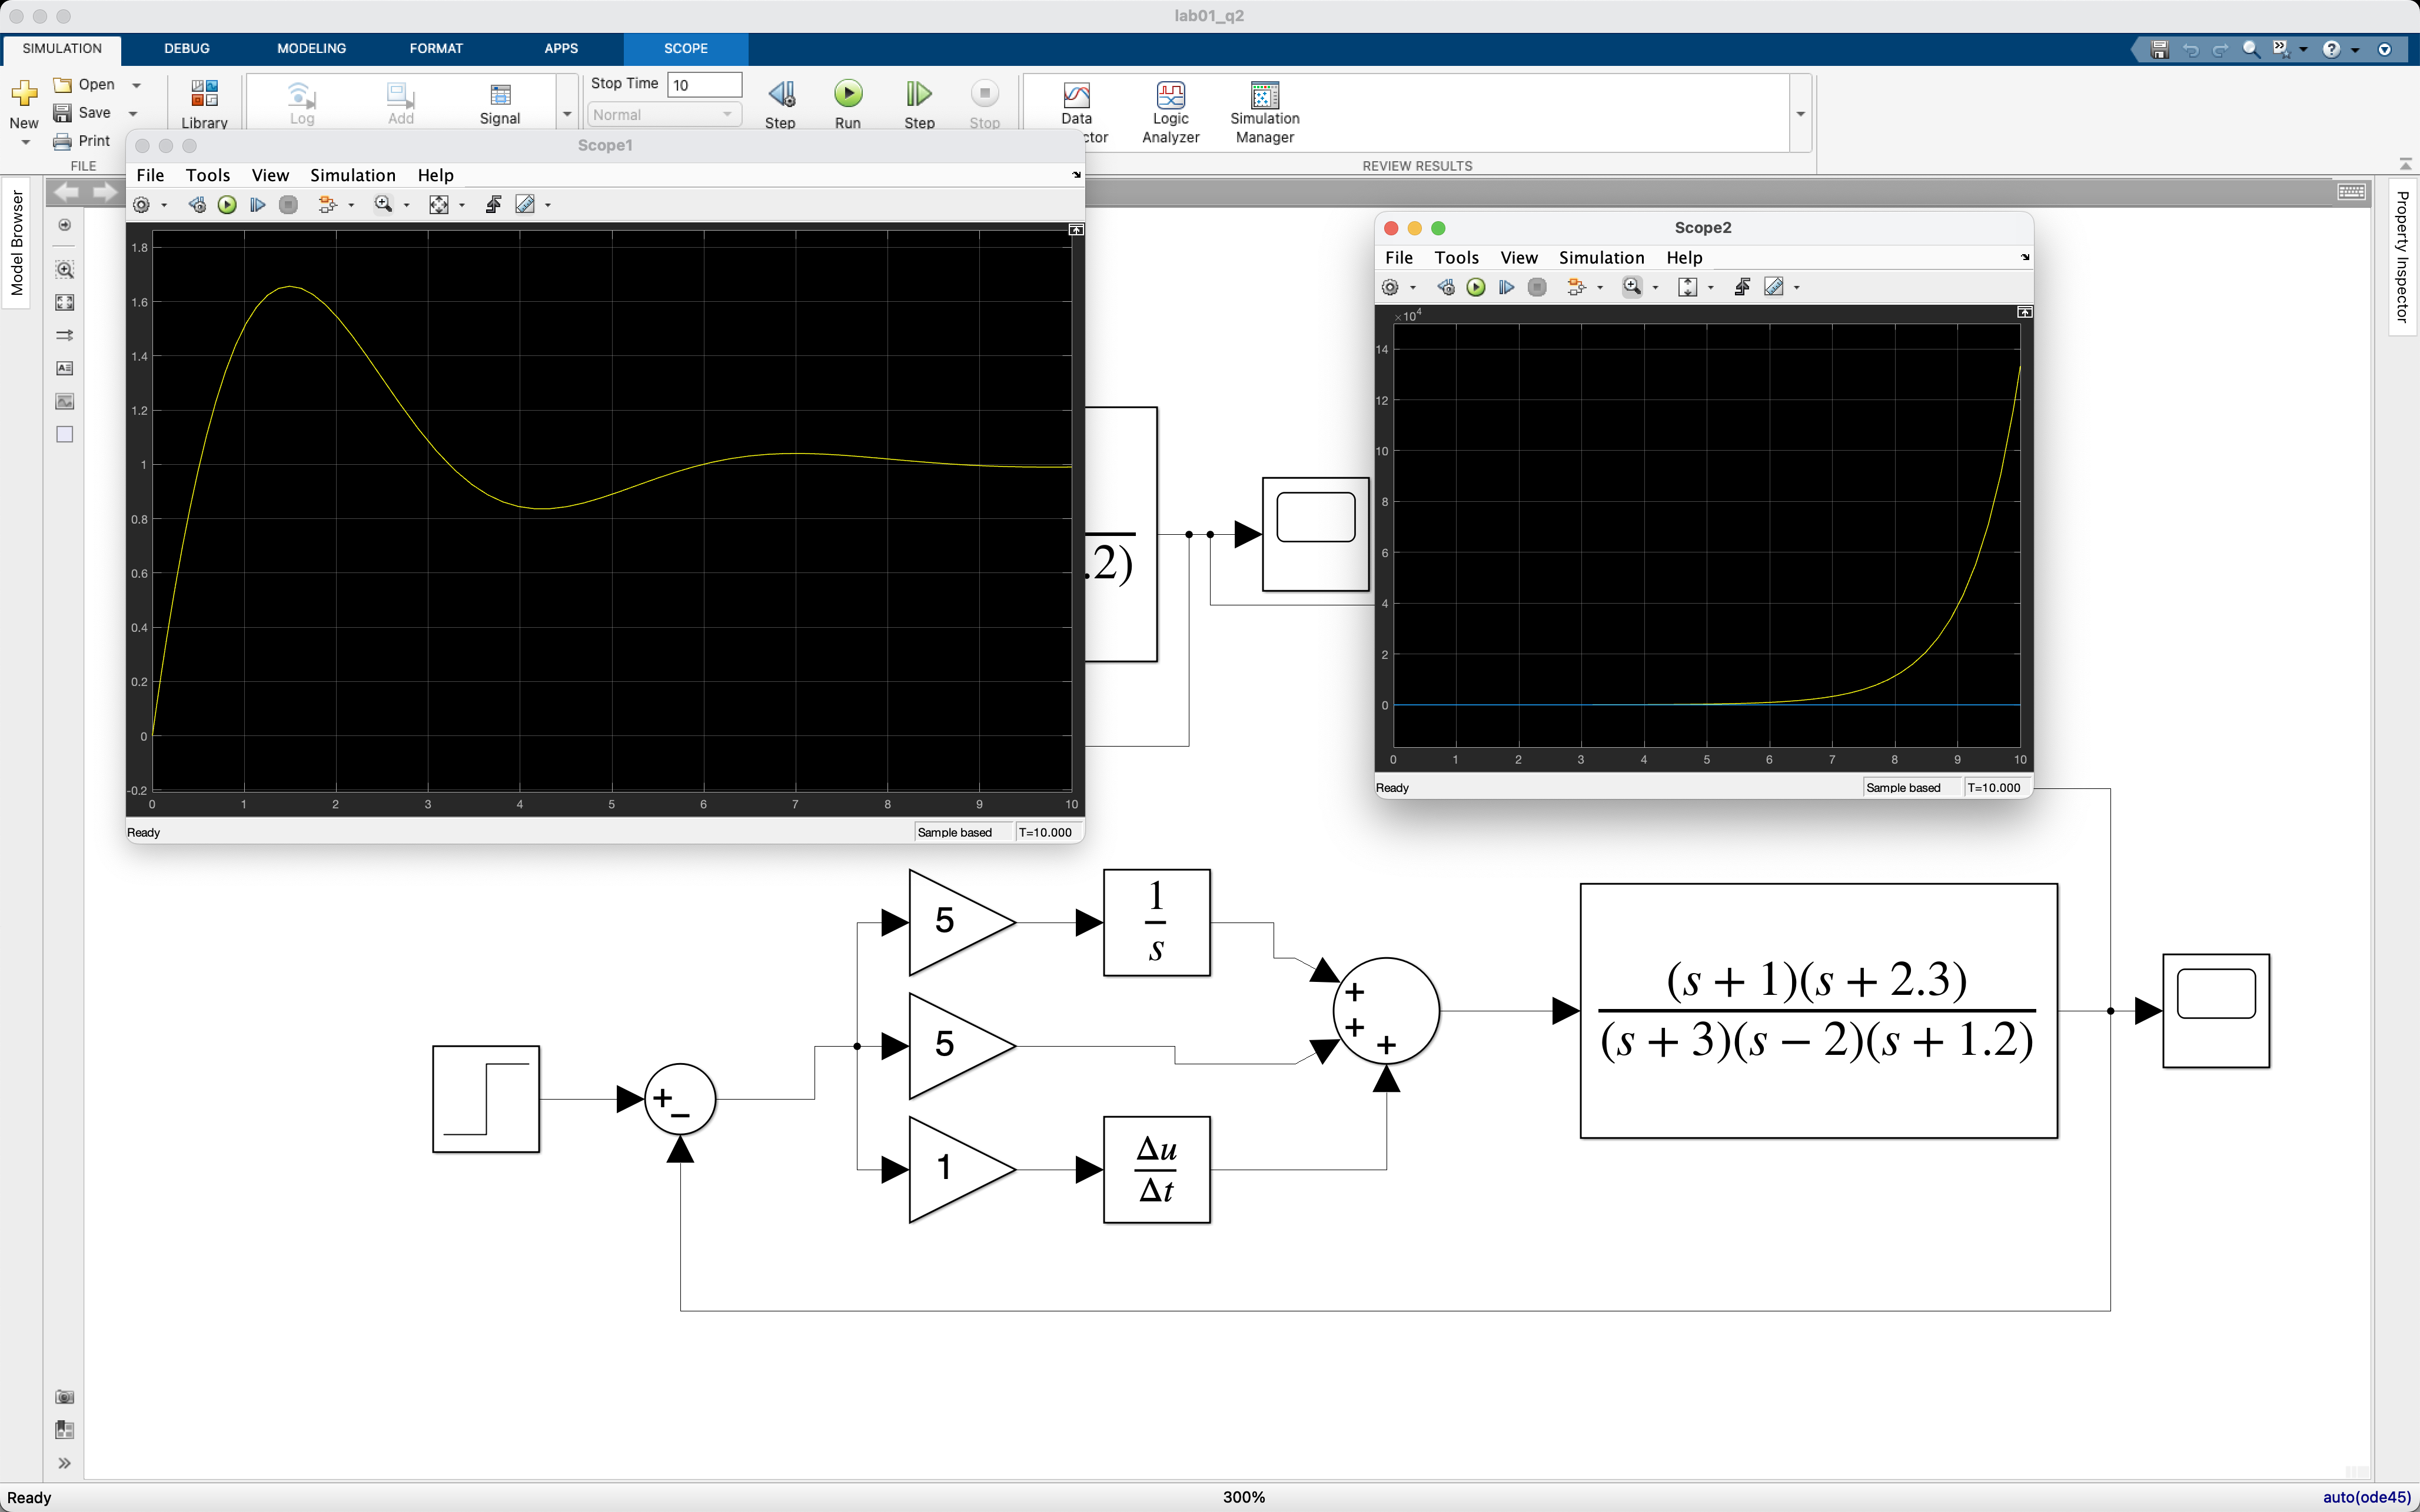 lab01_q2
SIMULATION DEBUG MODELING FORMAT APPS SCOPE
New
Open
Save
Print
FILE
Library
Log
Add
Signal
Stop Time 10
Normal
Step
Run
Step
Stop
Data
ctor
Logic
Analyzer
Simulation
Manager
REVIEW RESULTS
Model Browser
Property Inspector
Scope1
File Tools View Simulation Help
1.8
1.6
1.4
1.2
1
0.8
0.6
0.4
0.2
0
-0.2
0 1 2 3 4 5 6 7 8 9 10
Ready Sample based T=10.000
.2)
Scope2
File Tools View Simulation Help
×10⁴
14
12
10
8
6
4
2
0
0 1 2 3 4 5 6 7 8 9 10
Ready Sample based T=10.000
5
1
s
5
1
Δu
Δt
+
−
+
+
+
(s + 1)(s + 2.3)
(s + 3)(s − 2)(s + 1.2)
Ready 300% auto(ode45)